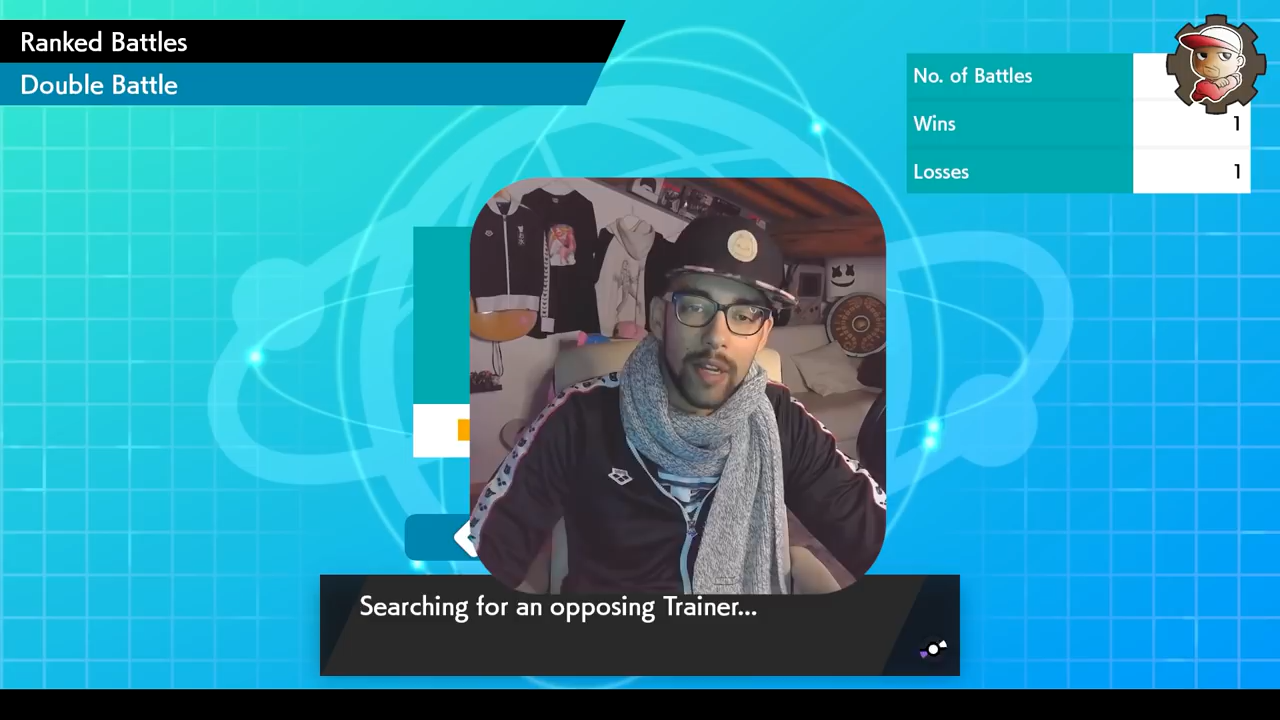 Ranked Battles
Double Battle
No. of Battles
Wins 1
Losses 1
Searching for an opposing Trainer...